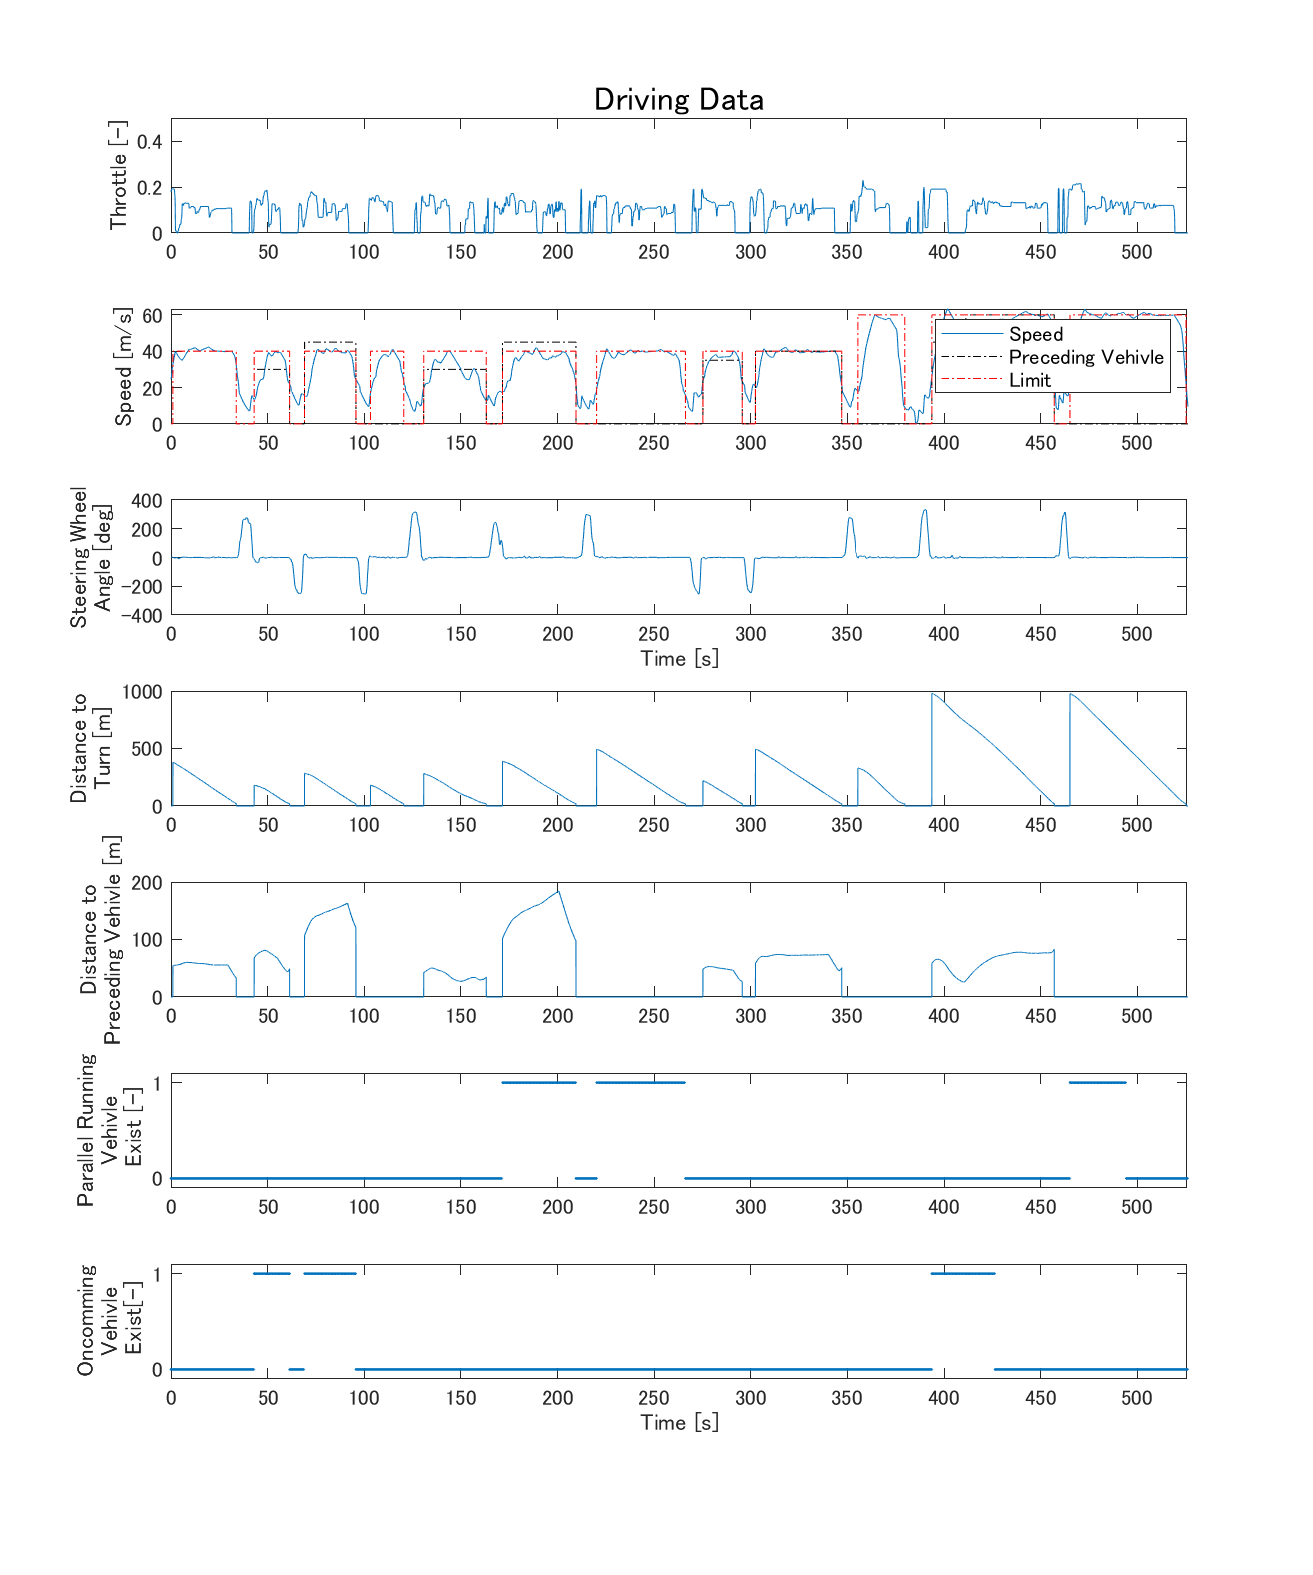 Driving Data
Throttle [-]
0.4
0.2
0
0 50 100 150 200 250 300 350 400 450 500
Speed [m/s]
60
40
20
0
Speed
Preceding Vehivle
Limit
0 50 100 150 200 250 300 350 400 450 500
Steering Wheel
Angle [deg]
400
200
0
-200
-400
0 50 100 150 200 250 300 350 400 450 500
Time [s]
Distance to
Turn [m]
1000
500
0
0 50 100 150 200 250 300 350 400 450 500
Distance to
Preceding Vehivle [m]
200
100
0
0 50 100 150 200 250 300 350 400 450 500
Parallel Running
Vehivle
Exist [-]
1
0
0 50 100 150 200 250 300 350 400 450 500
Oncomming
Vehivle
Exist[-]
1
0
0 50 100 150 200 250 300 350 400 450 500
Time [s]